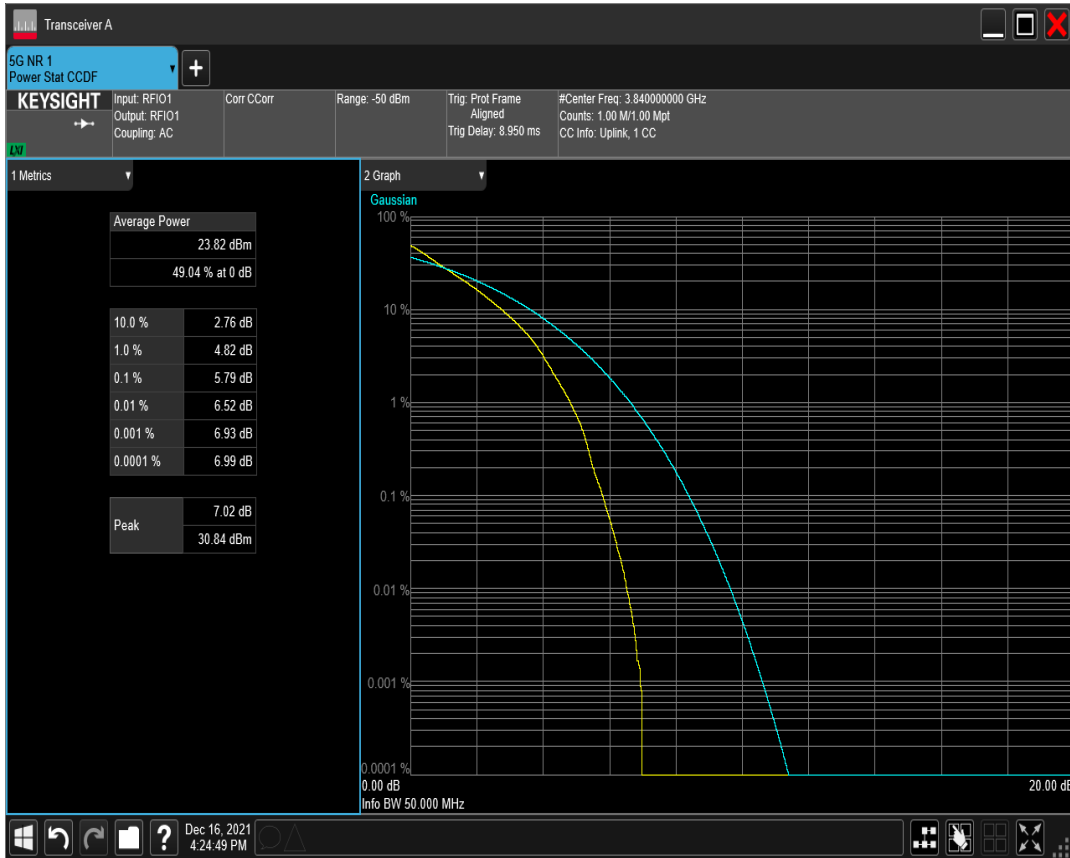 Transceiver A
5G NR 1
Power Stat CCDF
KEYSIGHT
LXI
Input: RFIO1
Output: RFIO1
Coupling: AC
Corr CCorr
Range: -50 dBm
Trig: Prot Frame
Aligned
Trig Delay: 8.950 ms
#Center Freq: 3.840000000 GHz
Counts: 1.00 M/1.00 Mpt
CC Info: Uplink, 1 CC
1 Metrics
Average Power
23.82 dBm
49.04 % at 0 dB
10.0 % 2.76 dB
1.0 % 4.82 dB
0.1 % 5.79 dB
0.01 % 6.52 dB
0.001 % 6.93 dB
0.0001 % 6.99 dB
Peak 7.02 dB
30.84 dBm
2 Graph
Gaussian
100 %
10 %
1 %
0.1 %
0.01 %
0.001 %
0.0001 %
0.00 dB 20.00 dB
Info BW 50.000 MHz
? Dec 16, 2021
4:24:49 PM